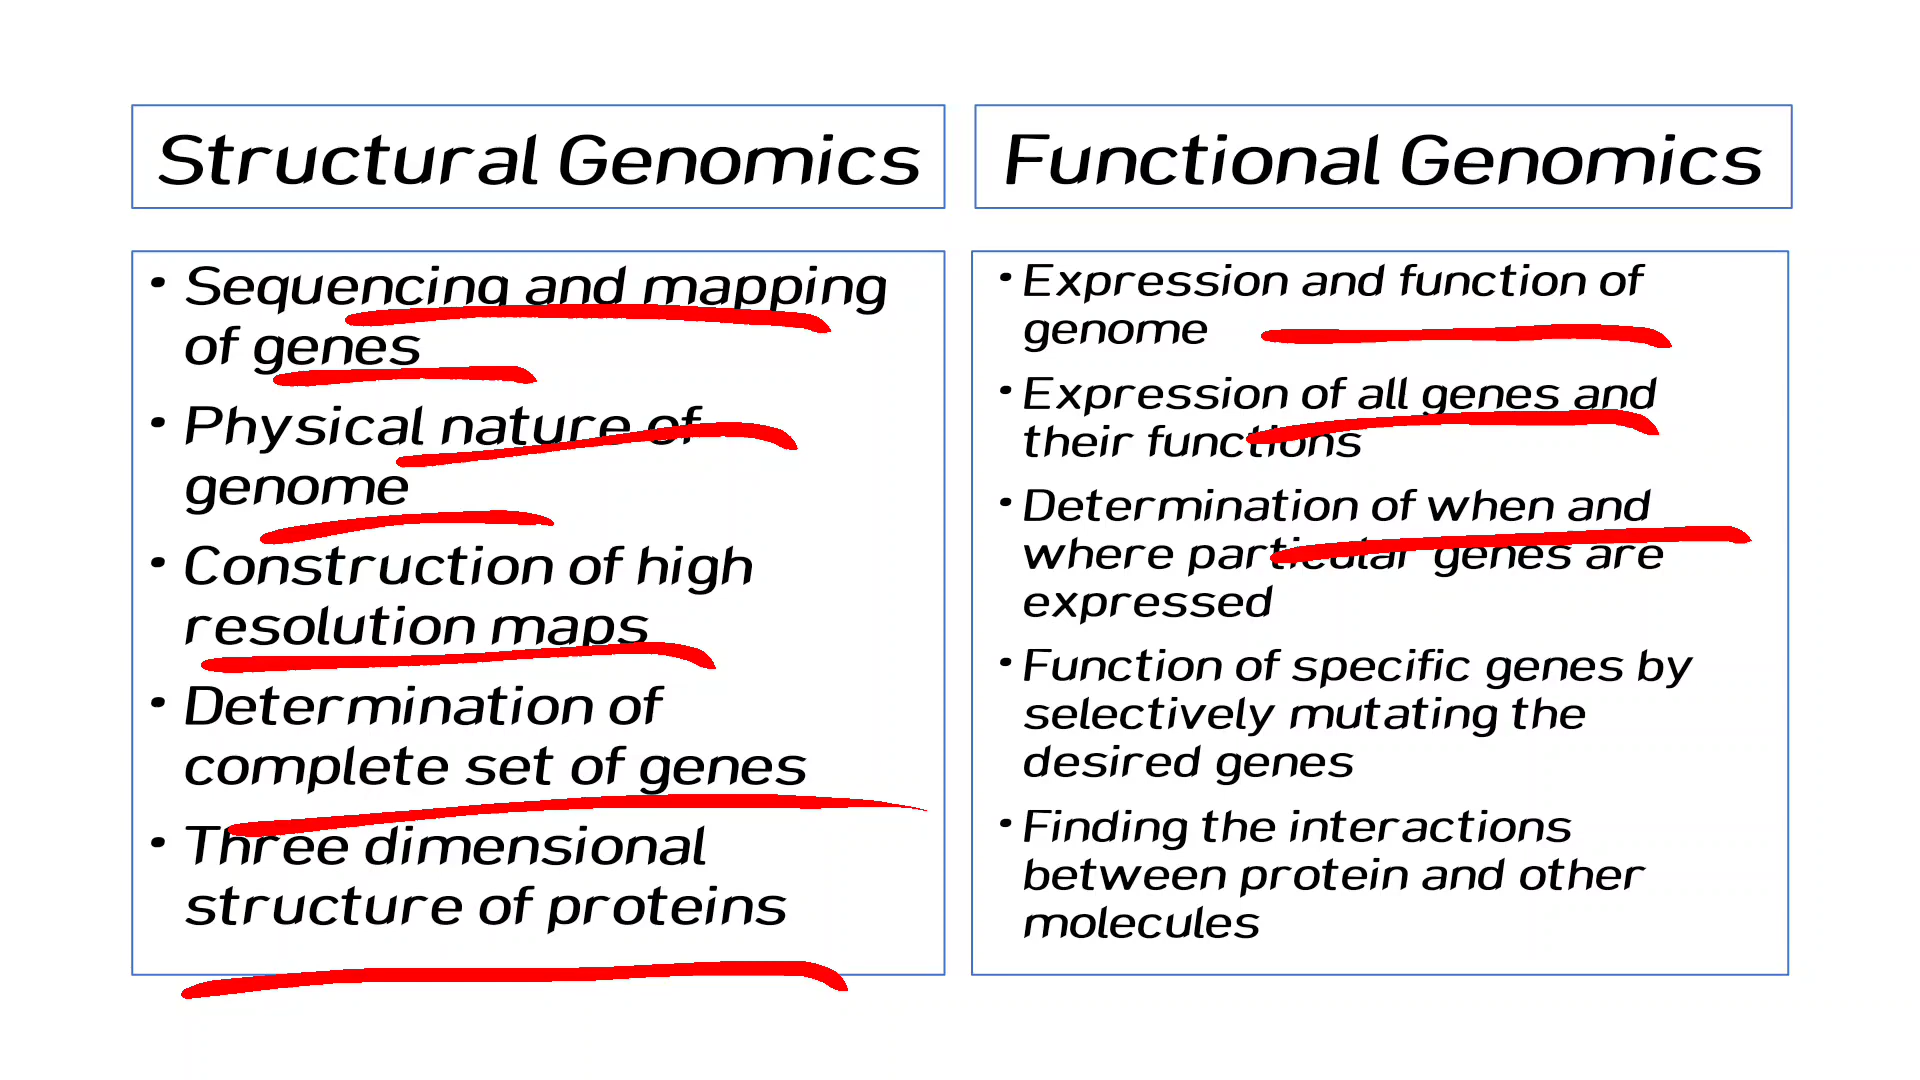 Structural Genomics
• Sequencing and mapping
of genes
• Physical nature of
genome
• Construction of high
resolution maps
• Determination of
complete set of genes
• Three dimensional
structure of proteins
Functional Genomics
• Expression and function of
genome
• Expression of all genes and
their functions
• Determination of when and
where particular genes are
expressed
• Function of specific genes by
selectively mutating the
desired genes
• Finding the interactions
between protein and other
molecules